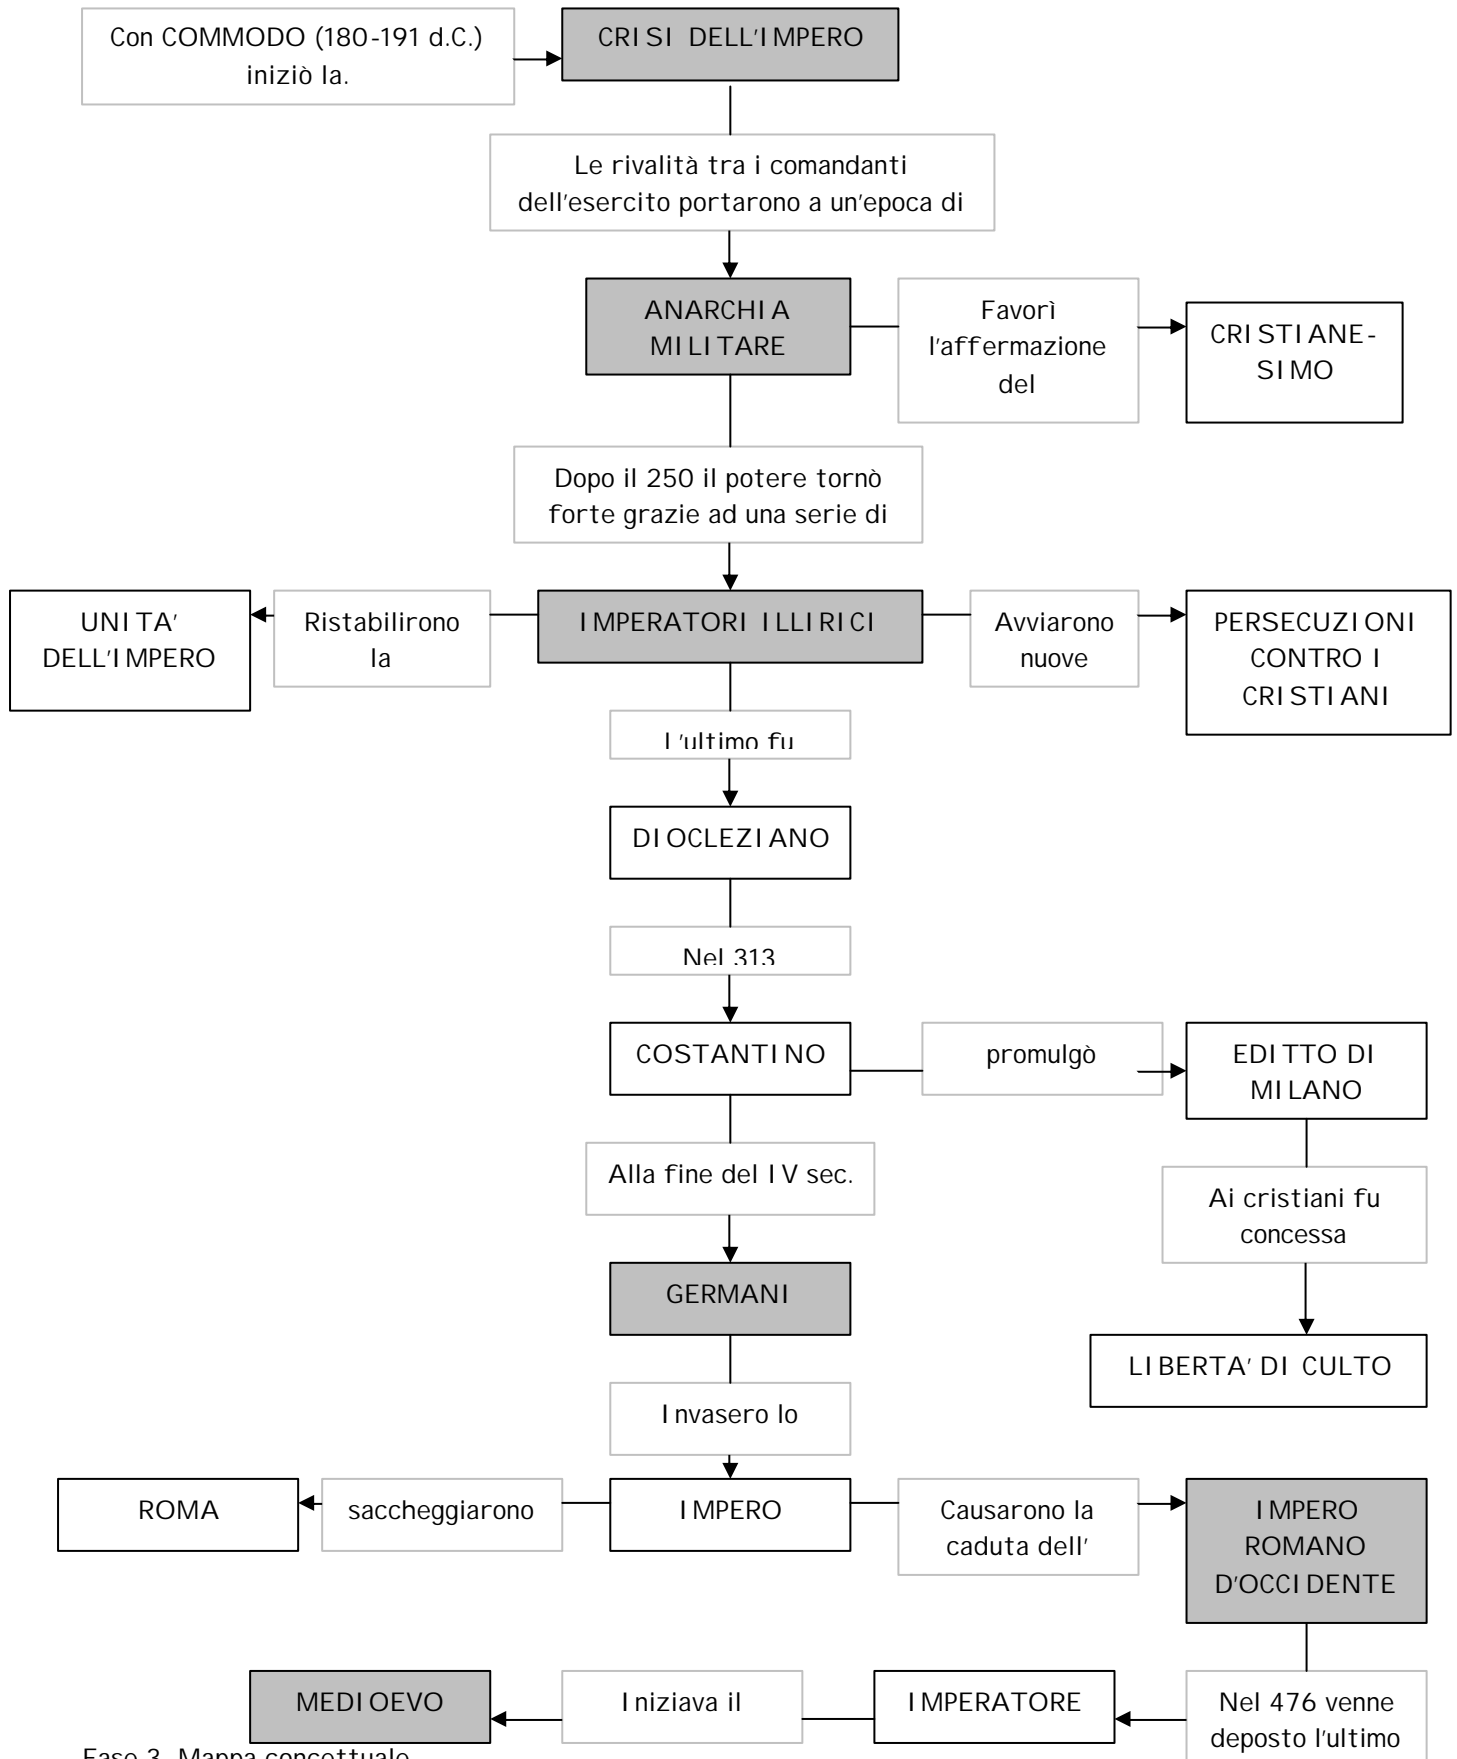 Con COMMODO (180-191 d.C.)
iniziò la.
CRISI DELL'IMPERO
Le rivalità tra i comandanti
dell'esercito portarono a un'epoca di
ANARCHIA
MILITARE
Favorì
l'affermazione
del
CRISTIANE-
SIMO
Dopo il 250 il potere tornò
forte grazie ad una serie di
UNITA'
DELL'IMPERO
Ristabilirono
la
IMPERATORI ILLIRICI
Avviarono
nuove
PERSECUZIONI
CONTRO I
CRISTIANI
L'ultimo fu
DIOCLEZIANO
Nel 313
COSTANTINO
promulgò
EDITTO DI
MILANO
Alla fine del IV sec.
Ai cristiani fu
concessa
GERMANI
LIBERTA' DI CULTO
Invasero lo
ROMA
saccheggiarono
IMPERO
Causarono la
caduta dell'
IMPERO
ROMANO
D'OCCIDENTE
MEDIOEVO
Iniziava il
IMPERATORE
Nel 476 venne
deposto l'ultimo
Fase 3. Mappa concettuale